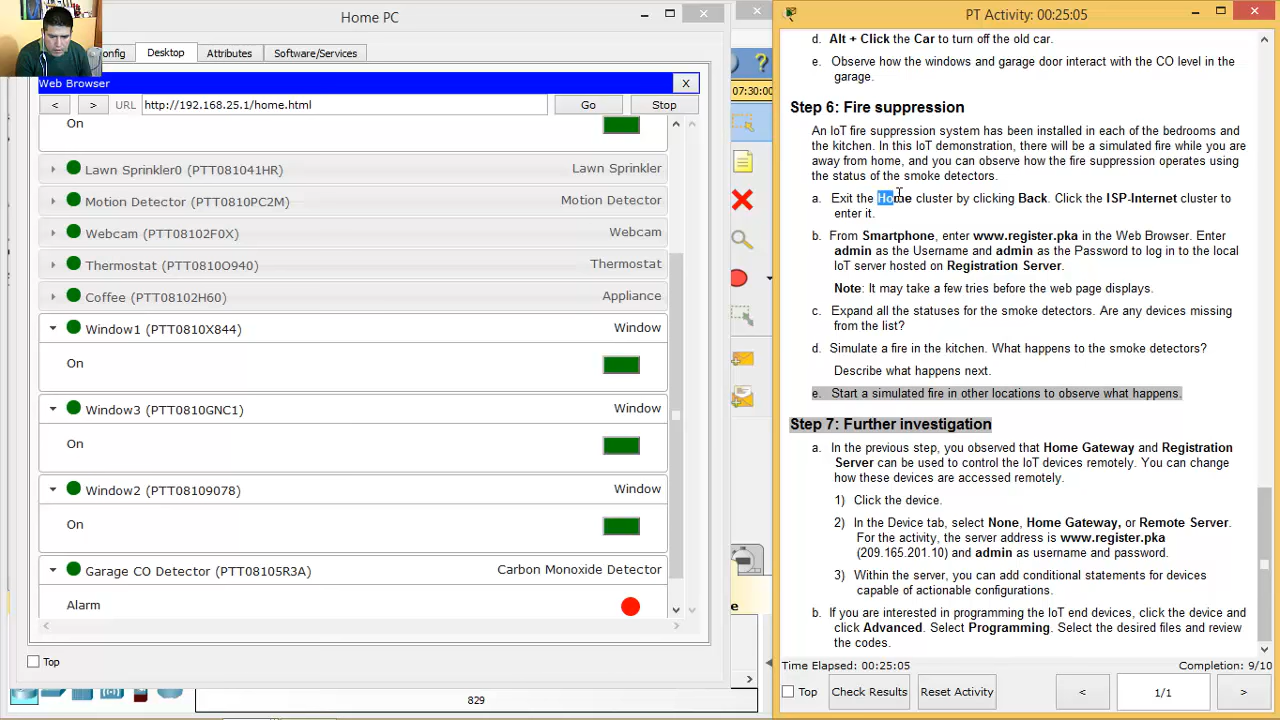 Home PC
onfig
Desktop
Attributes
Software/Services
Web Browser
X
<
>
URL
http://192.168.25.1/home.html
Go
Stop
On
Lawn Sprinkler0 (PTT081041HR)
Lawn Sprinkler
Motion Detector (PTT0810PC2M)
Motion Detector
Webcam (PTT08102F0X)
Webcam
Thermostat (PTT0810O940)
Thermostat
Coffee (PTT08102H60)
Appliance
Window1 (PTT0810X844)
Window
On
Window3 (PTT0810GNC1)
Window
On
Window2 (PTT08109078)
Window
On
Garage CO Detector (PTT08105R3A)
Carbon Monoxide Detector
Alarm
Top
829
?
07:30:00
e
PT Activity: 00:25:05
d. Alt + Click the Car to turn off the old car.
e. Observe how the windows and garage door interact with the CO level in the
garage.
Step 6: Fire suppression
An IoT fire suppression system has been installed in each of the bedrooms and
the kitchen. In this IoT demonstration, there will be a simulated fire while you are
away from home, and you can observe how the fire suppression operates using
the status of the smoke detectors.
a. Exit the Home cluster by clicking Back. Click the ISP-Internet cluster to
enter it.
b. From Smartphone, enter www.register.pka in the Web Browser. Enter
admin as the Username and admin as the Password to log in to the local
IoT server hosted on Registration Server.
Note: It may take a few tries before the web page displays.
c. Expand all the statuses for the smoke detectors. Are any devices missing
from the list?
d. Simulate a fire in the kitchen. What happens to the smoke detectors?
Describe what happens next.
e. Start a simulated fire in other locations to observe what happens.
Step 7: Further investigation
a. In the previous step, you observed that Home Gateway and Registration
Server can be used to control the IoT devices remotely. You can change
how these devices are accessed remotely.
1) Click the device.
2) In the Device tab, select None, Home Gateway, or Remote Server.
For the activity, the server address is www.register.pka
(209.165.201.10) and admin as username and password.
3) Within the server, you can add conditional statements for devices
capable of actionable configurations.
b. If you are interested in programming the IoT end devices, click the device and
click Advanced. Select Programming. Select the desired files and review
the codes.
Time Elapsed: 00:25:05
Completion: 9/10
Top
Check Results
Reset Activity
<
1/1
>